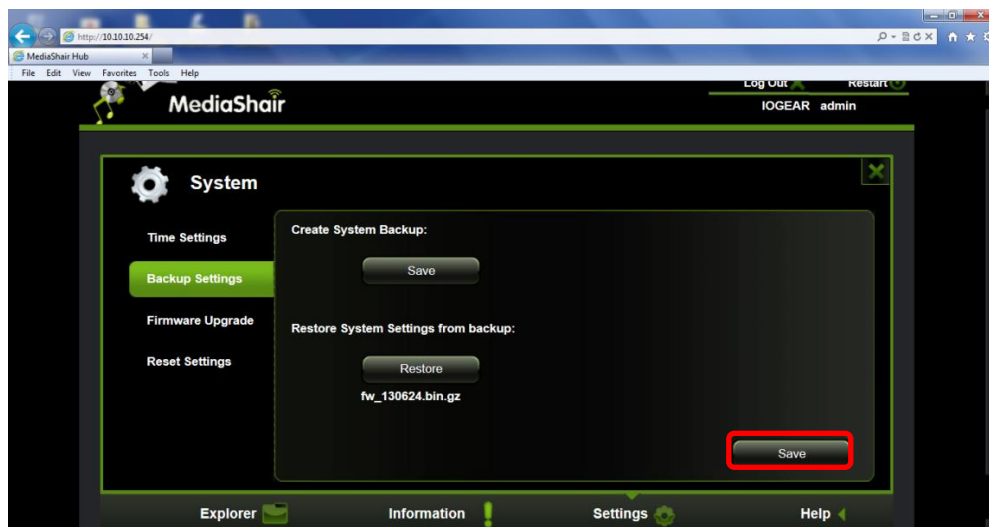 http://10.10.10.254/
MediaShair Hub
File Edit View Favorites Tools Help
Log Out Restart
MediaShair
IOGEAR admin
System
Time Settings
Create System Backup:
Save
Backup Settings
Firmware Upgrade
Restore System Settings from backup:
Reset Settings
Restore
fw_130624.bin.gz
Save
Explorer Information Settings Help